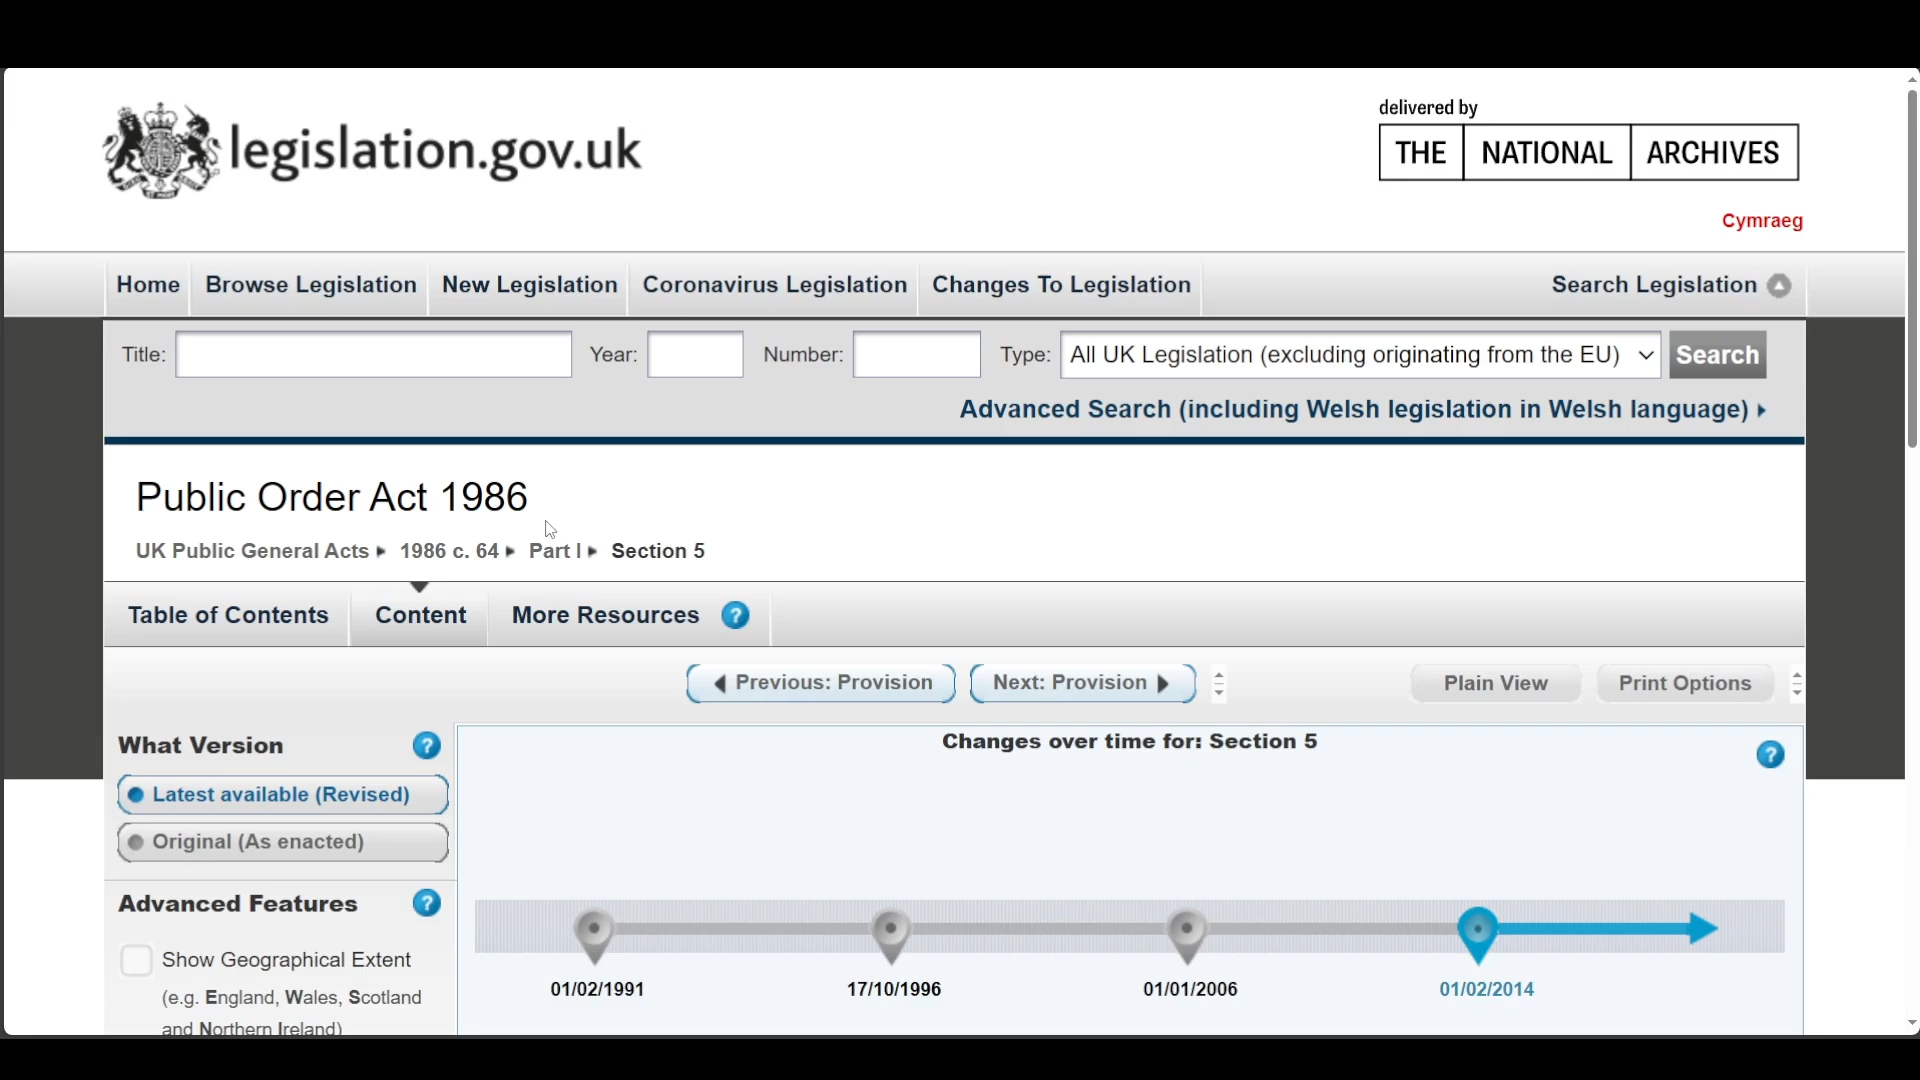 legislation.gov.uk
delivered by
THE NATIONAL ARCHIVES
Cymraeg
Home Browse Legislation New Legislation Coronavirus Legislation Changes To Legislation Search Legislation
Title: Year: Number: Type: All UK Legislation (excluding originating from the EU) Search
Advanced Search (including Welsh legislation in Welsh language)
Public Order Act 1986
UK Public General Acts 1986 c. 64 Part I Section 5
Table of Contents Content More Resources ?
Previous: Provision Next: Provision Plain View Print Options
What Version ?
Latest available (Revised)
Original (As enacted)
Advanced Features ?
Show Geographical Extent
(e.g. England, Wales, Scotland
and Northern Ireland)
Changes over time for: Section 5
?
01/02/1991 17/10/1996 01/01/2006 01/02/2014